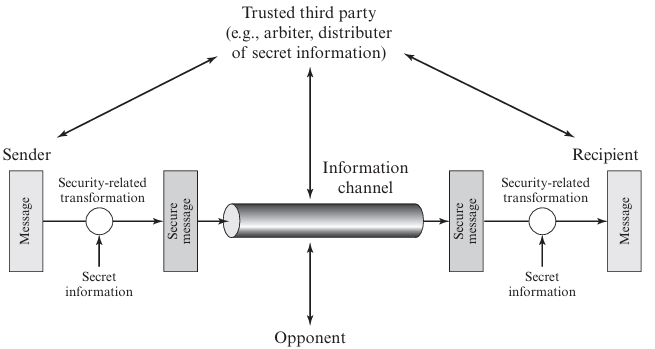 Trusted third party
(e.g., arbiter, distributer
of secret information)
Sender
Recipient
Information
channel
Security-related
transformation
Security-related
transformation
Message
Secure
message
Secure
message
Message
Secret
information
Secret
information
Opponent